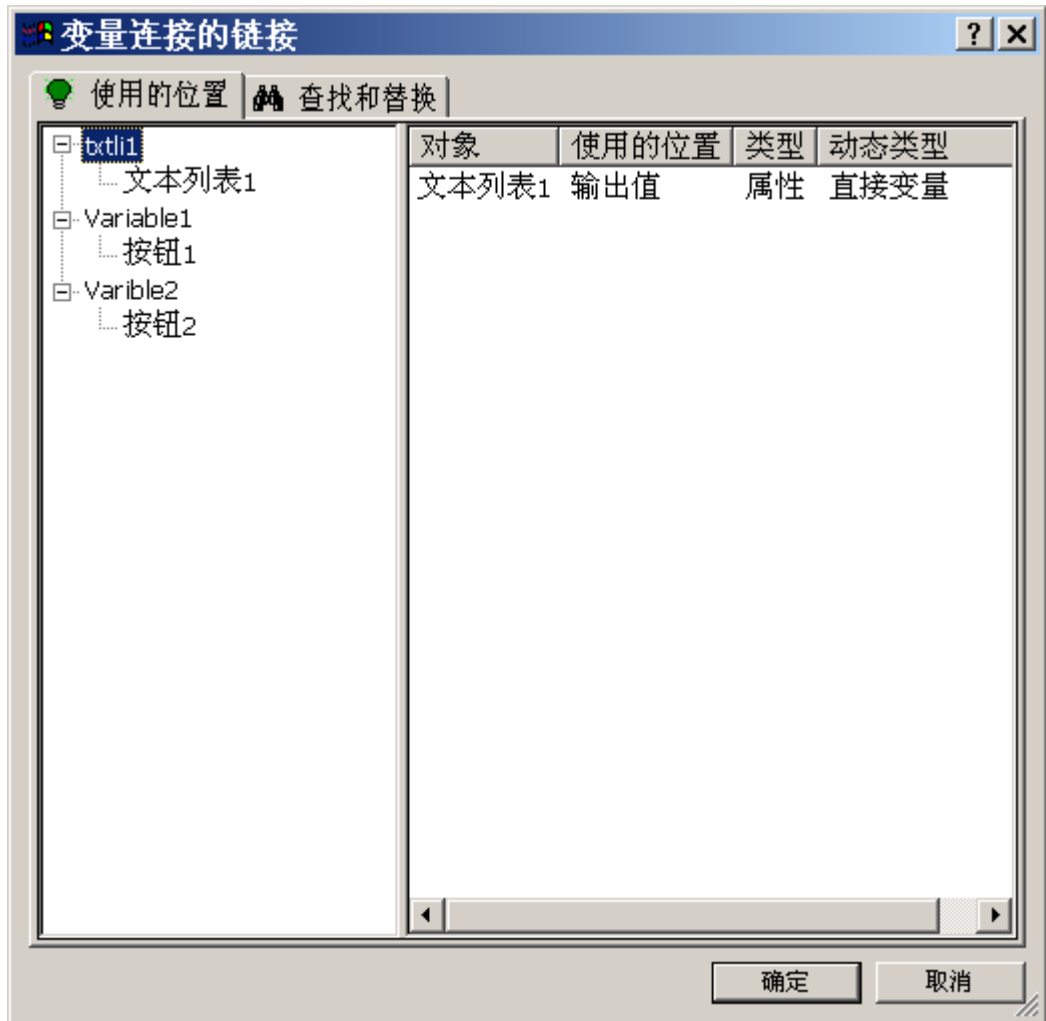 变量连接的链接
使用的位置 查找和替换
txtli1
文本列表1
Variable1
按钮1
Varible2
按钮2
对象 使用的位置 类型 动态类型
文本列表1 输出值 属性 直接变量
确定 取消